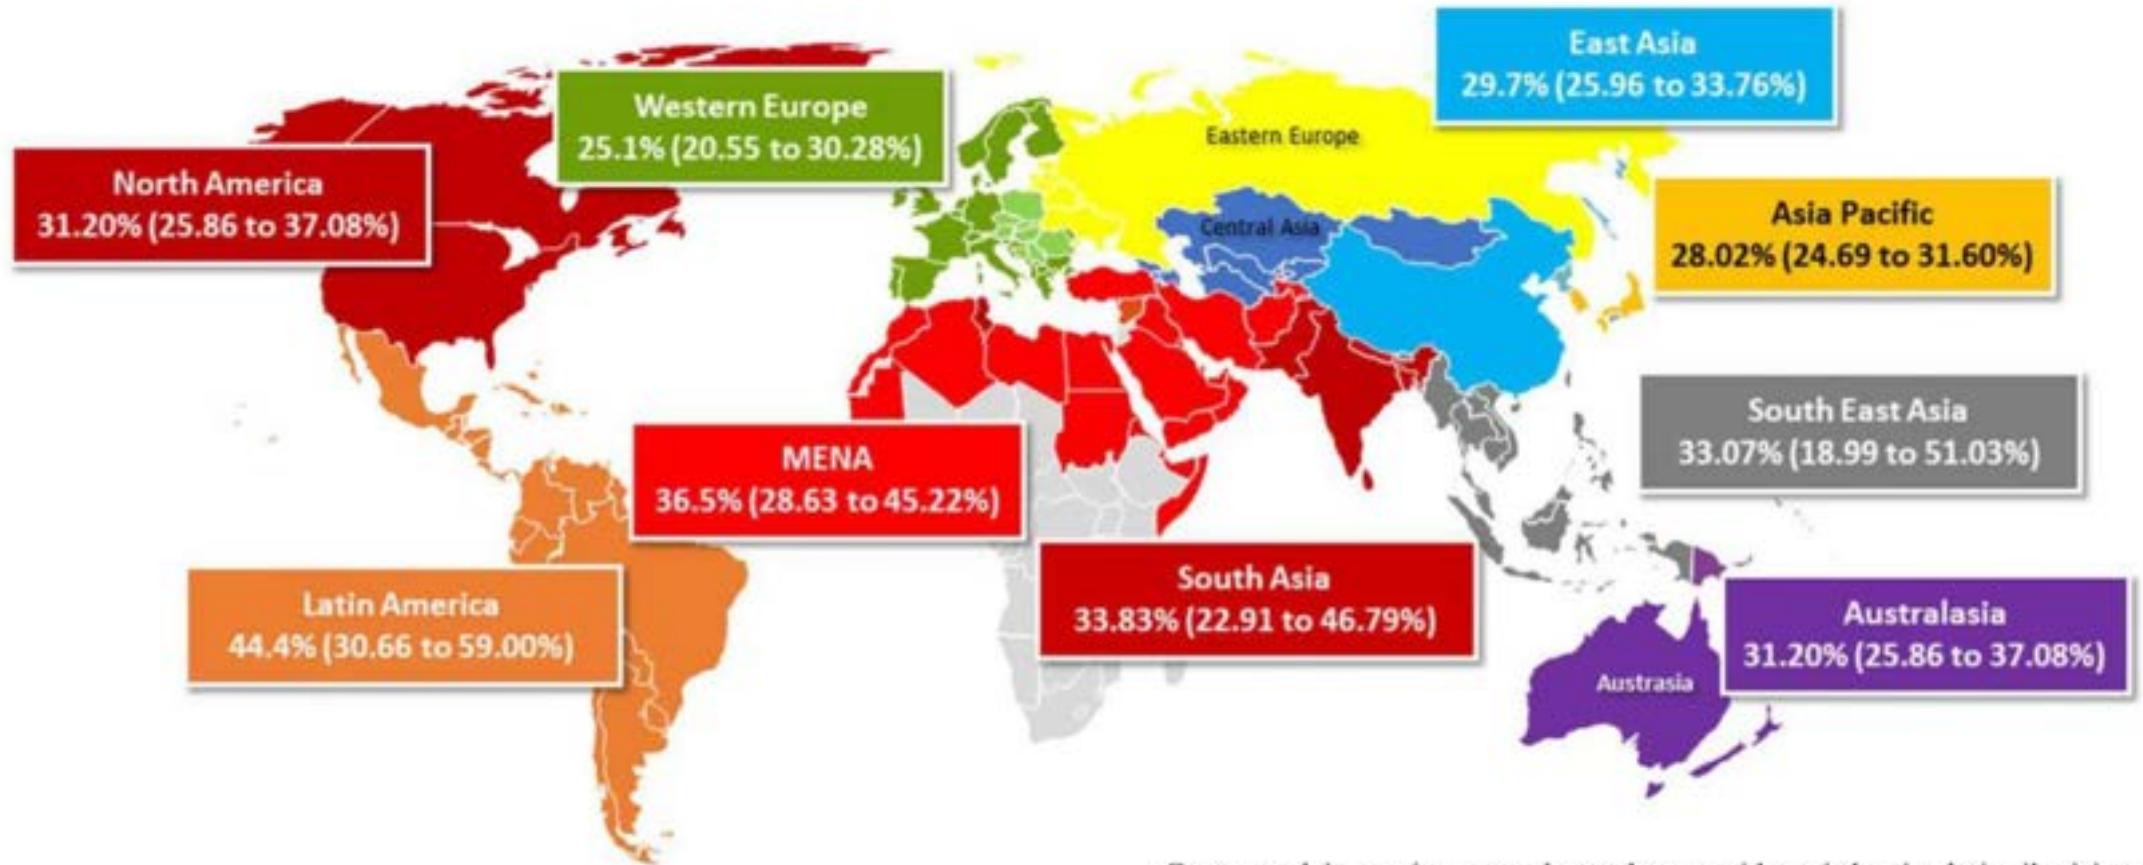 East Asia
29.7% (25.96 to 33.76%)
Western Europe
25.1% (20.55 to 30.28%)
Eastern Europe
North America
31.20% (25.86 to 37.08%)
Asia Pacific
28.02% (24.69 to 31.60%)
Central Asia
South East Asia
33.07% (18.99 to 51.03%)
MENA
36.5% (28.63 to 45.22%)
South Asia
33.83% (22.91 to 46.79%)
Latin America
44.4% (30.66 to 59.00%)
Australasia
31.20% (25.86 to 37.08%)
Austrasia